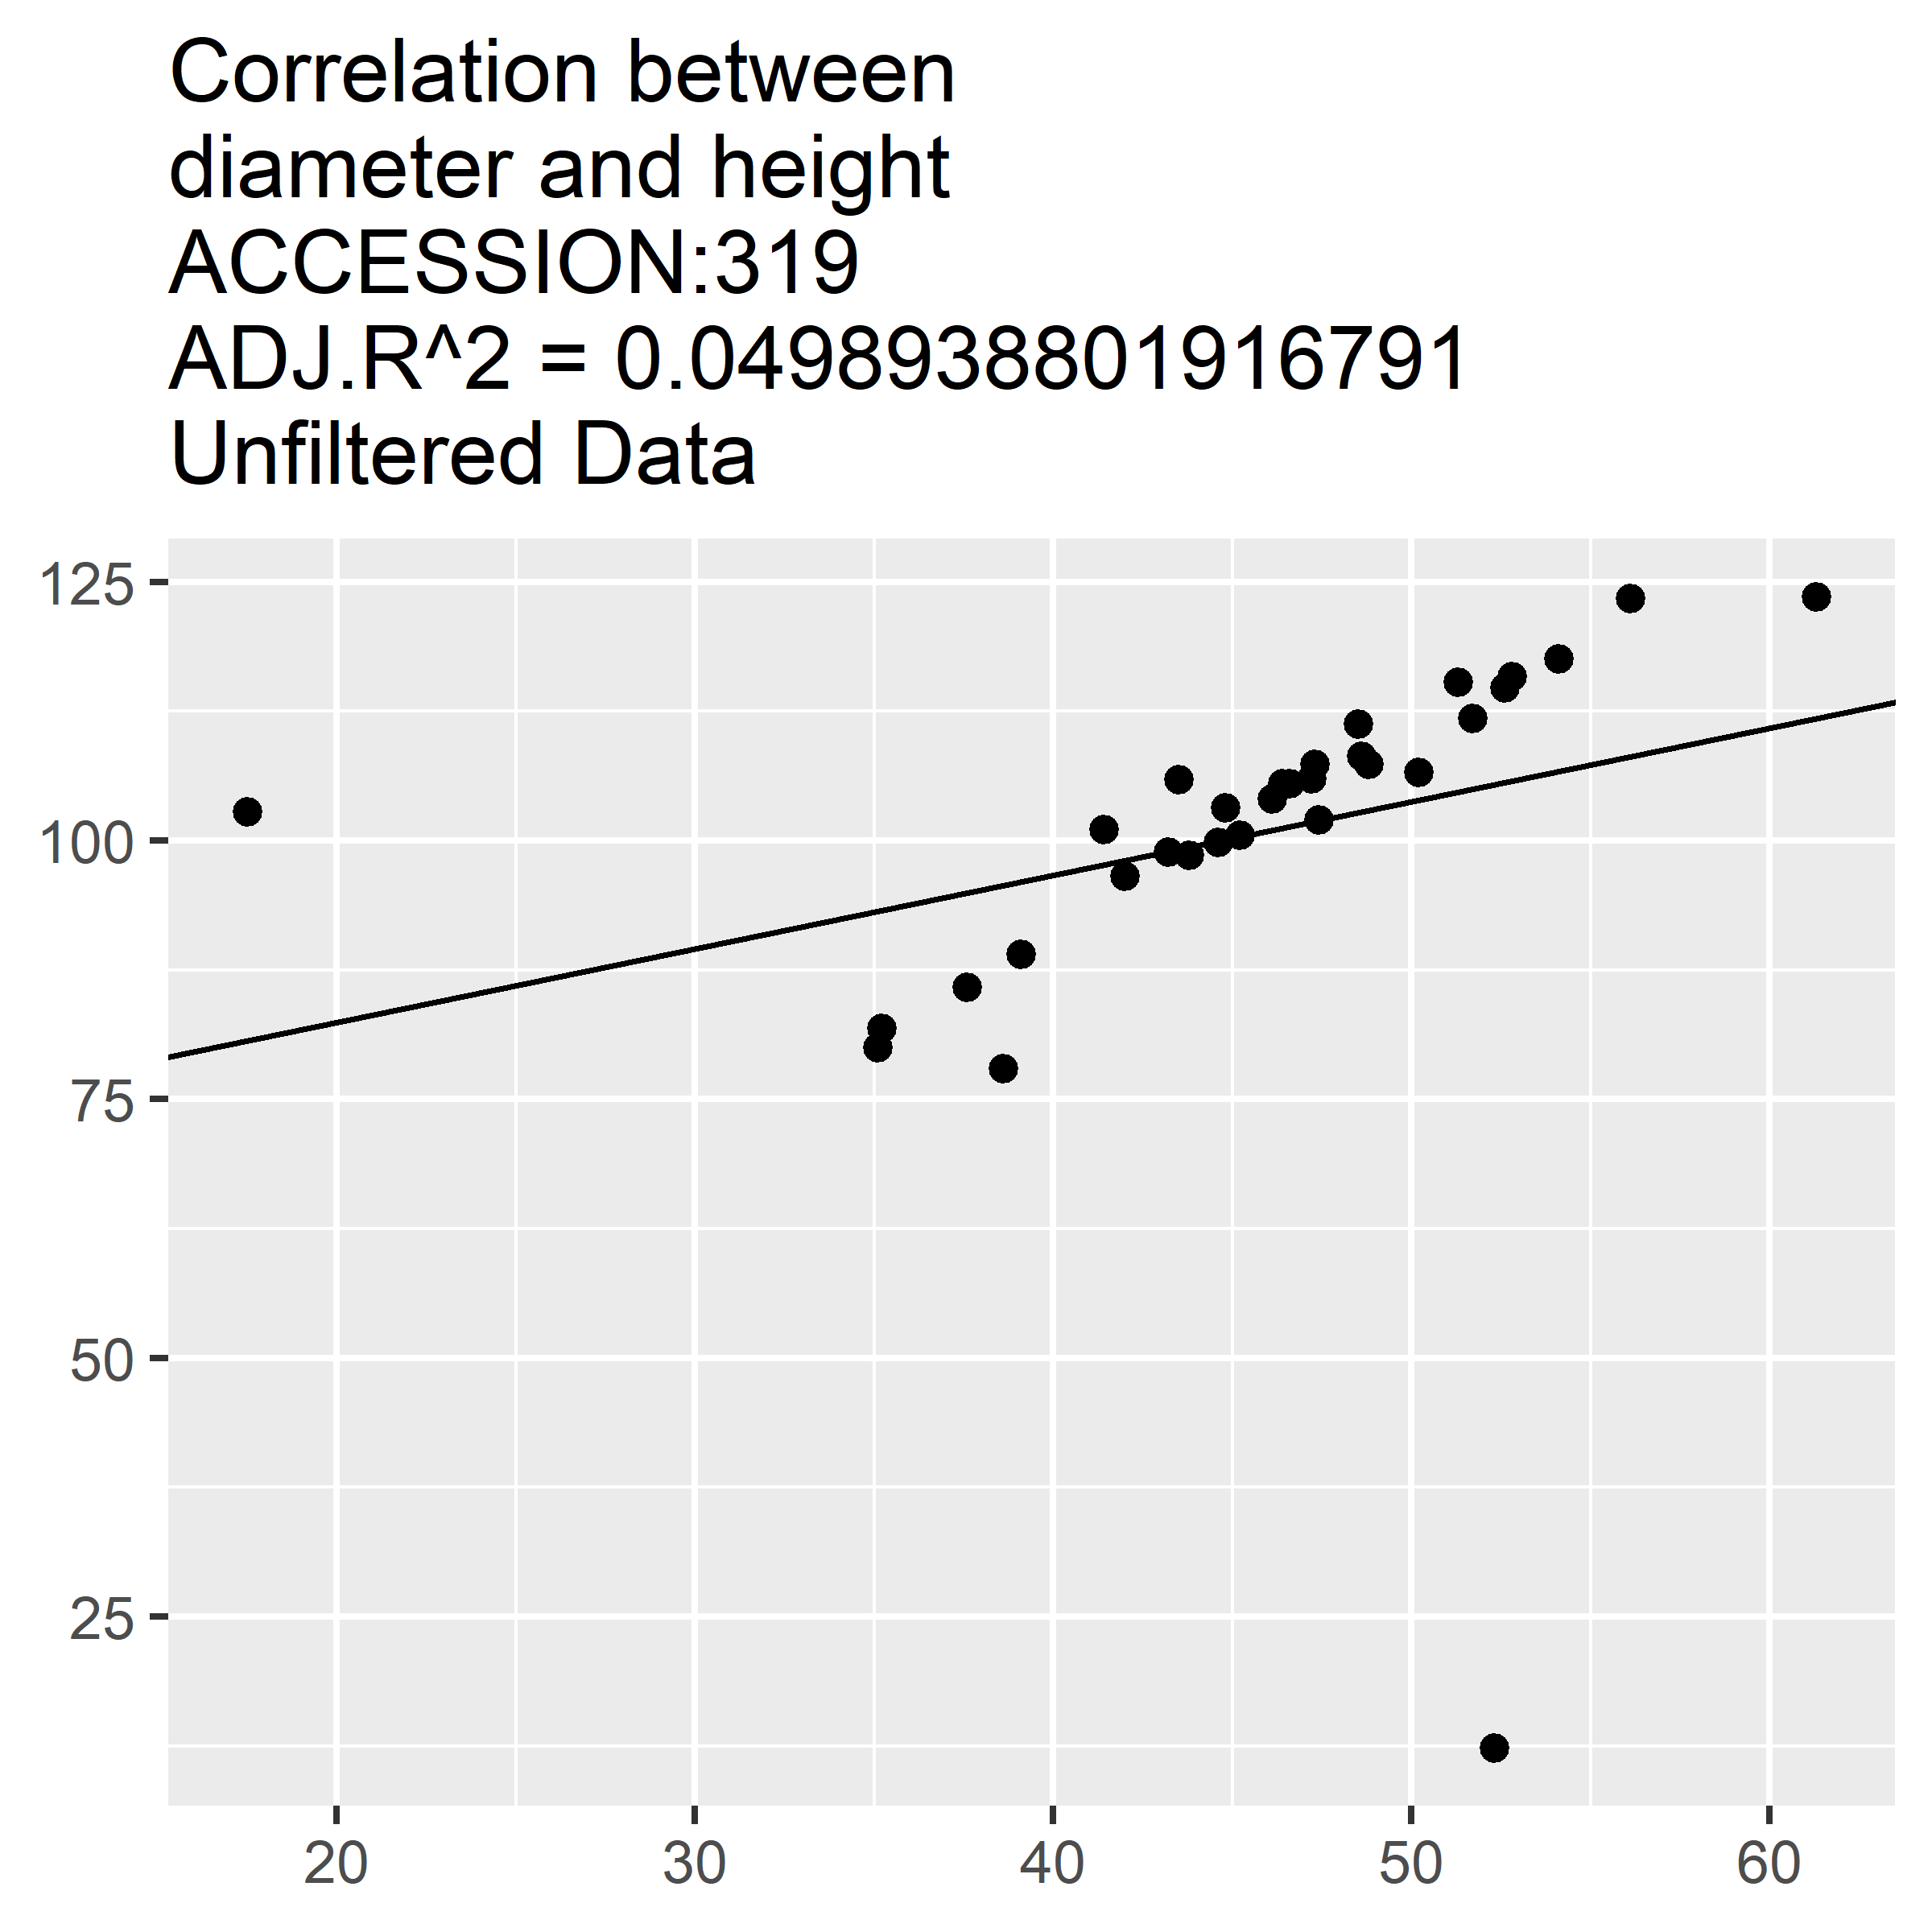 Correlation between
diameter and height
ACCESSION:319
ADJ.R^2 = 0.0498938801916791
Unfiltered Data
125
100
75
50
25
20 30 40 50 60